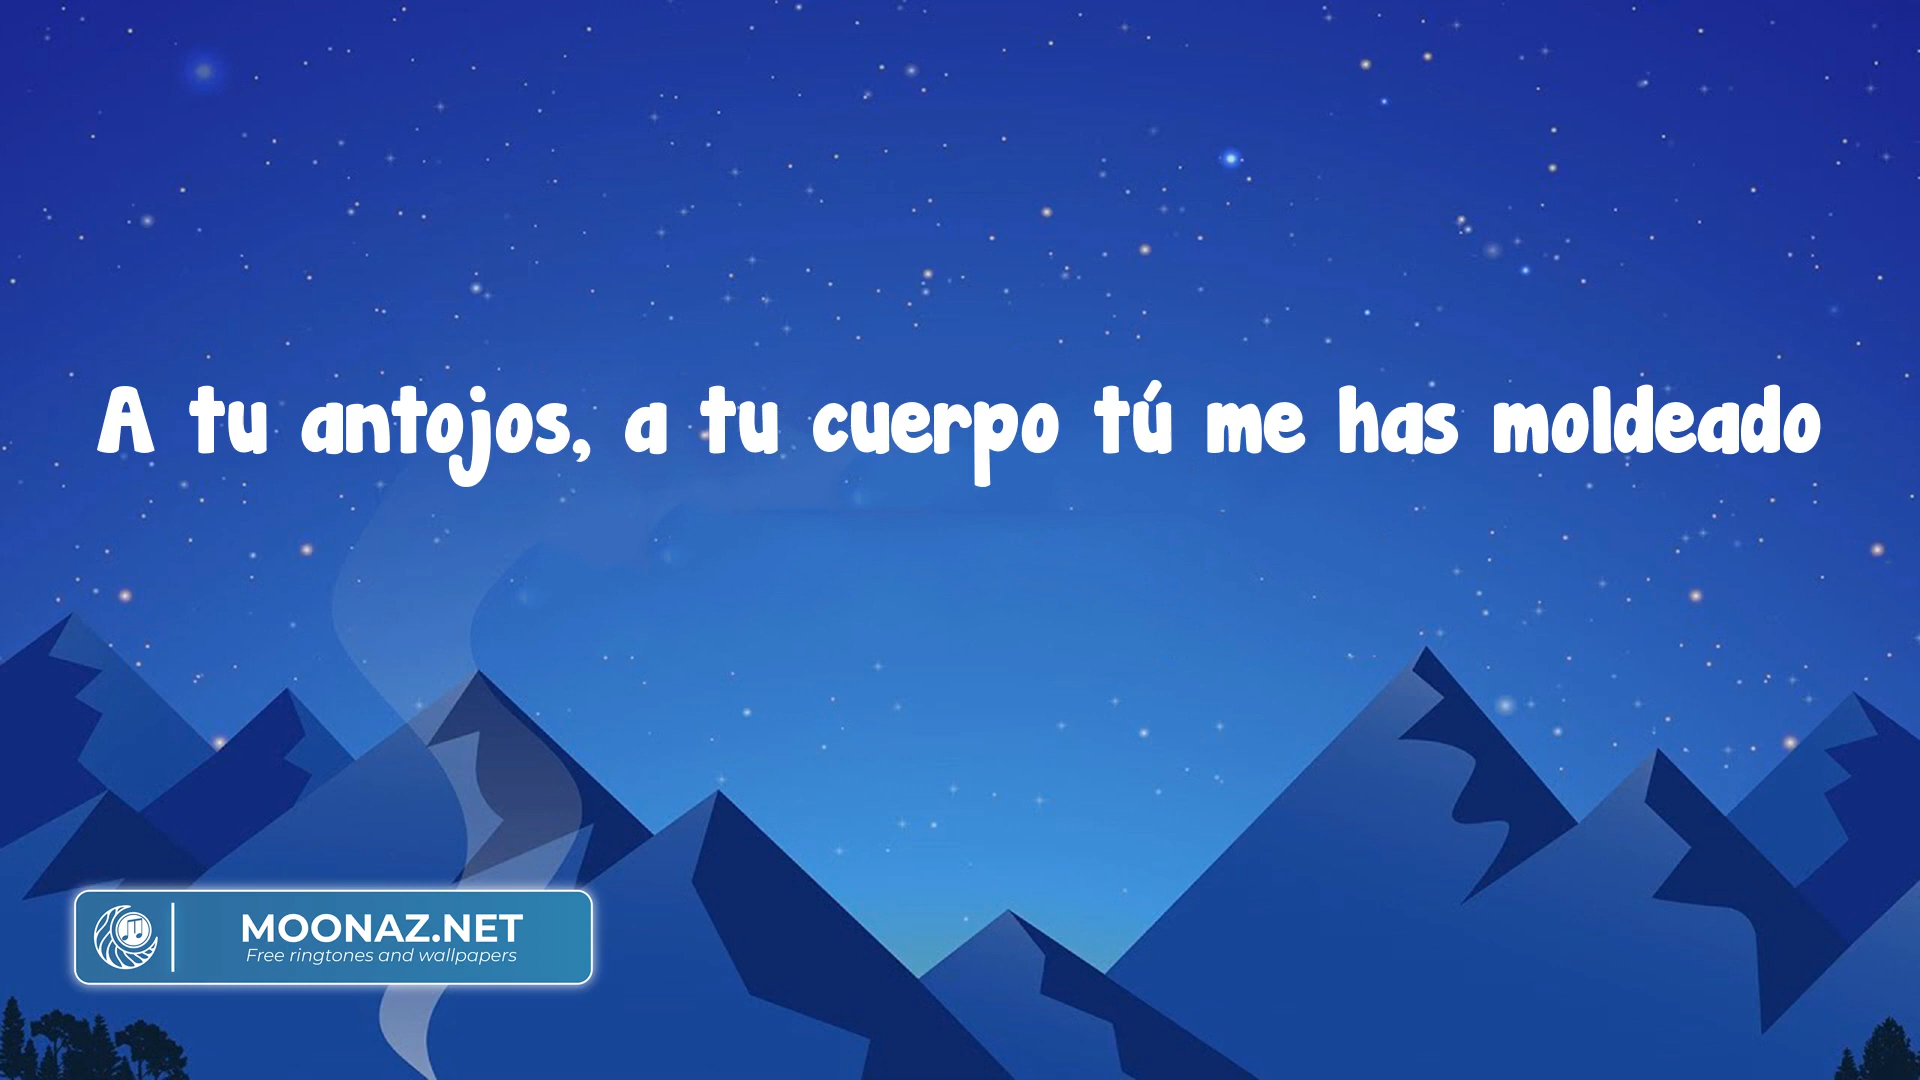 A tu antojos, a tu cuerpo tú me has moldeado
MOONAZ.NET
Free ringtones and wallpapers